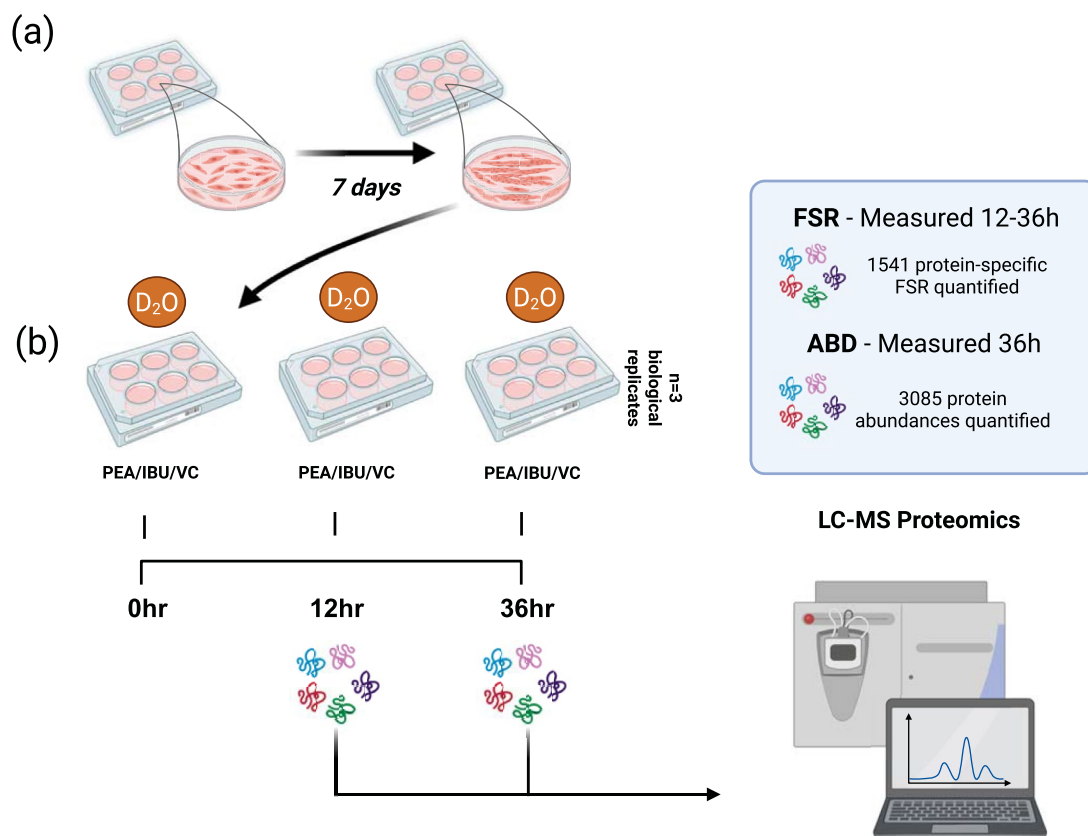 (a)
7 days
D₂O
D₂O
D₂O
(b)
n=3
biological
replicates
PEA/IBU/VC
PEA/IBU/VC
PEA/IBU/VC
0hr
12hr
36hr
FSR - Measured 12-36h
1541 protein-specific
FSR quantified
ABD - Measured 36h
3085 protein
abundances quantified
LC-MS Proteomics